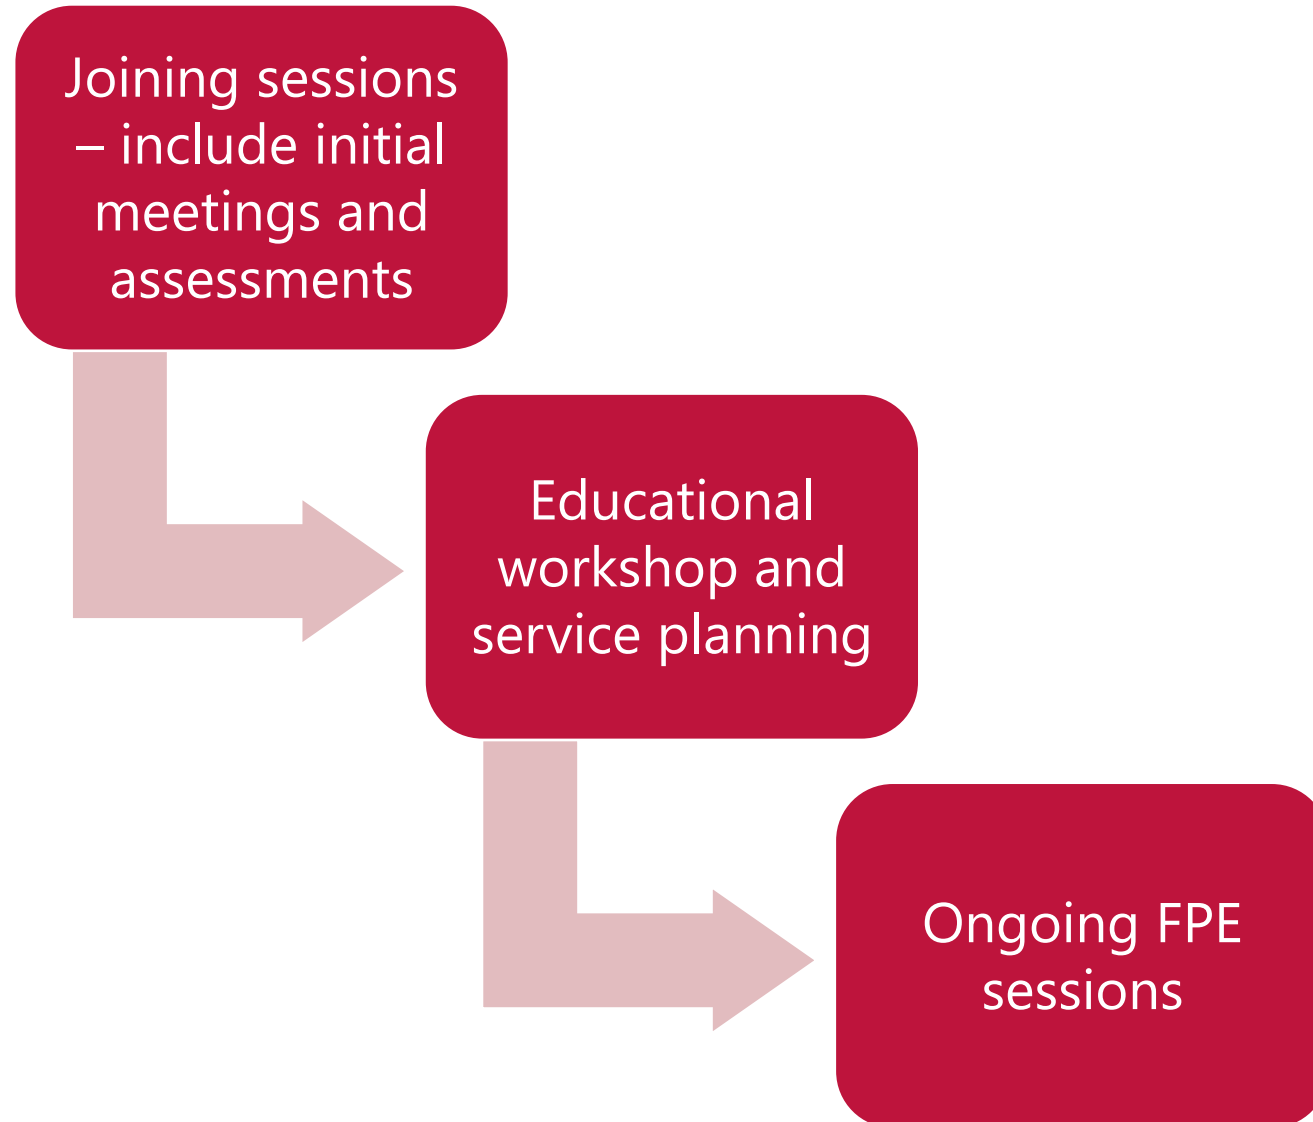 Joining sessions
– include initial
meetings and
assessments
Educational
workshop and
service planning
Ongoing FPE
sessions